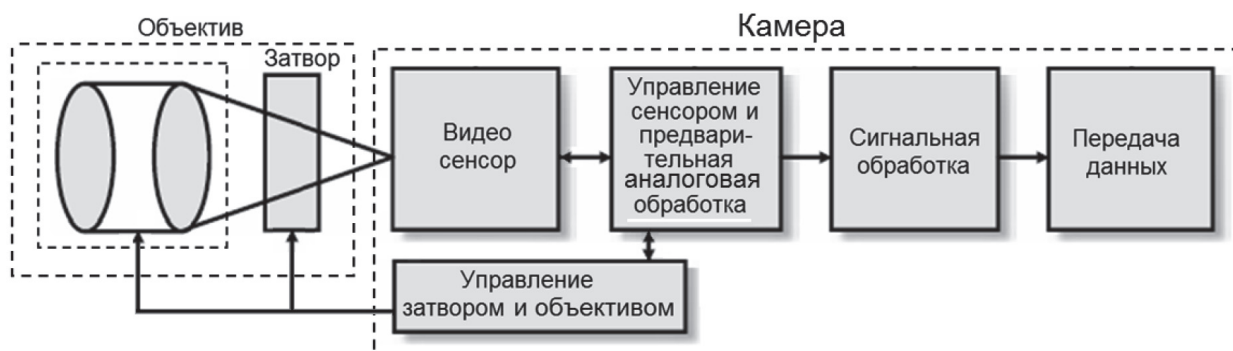 Объектив
Камера
Затвор
Видео
сенсор
Управление
сенсором и
предвари-
тельная
аналоговая
обработка
Сигнальная
обработка
Передача
данных
Управление
затвором и объективом